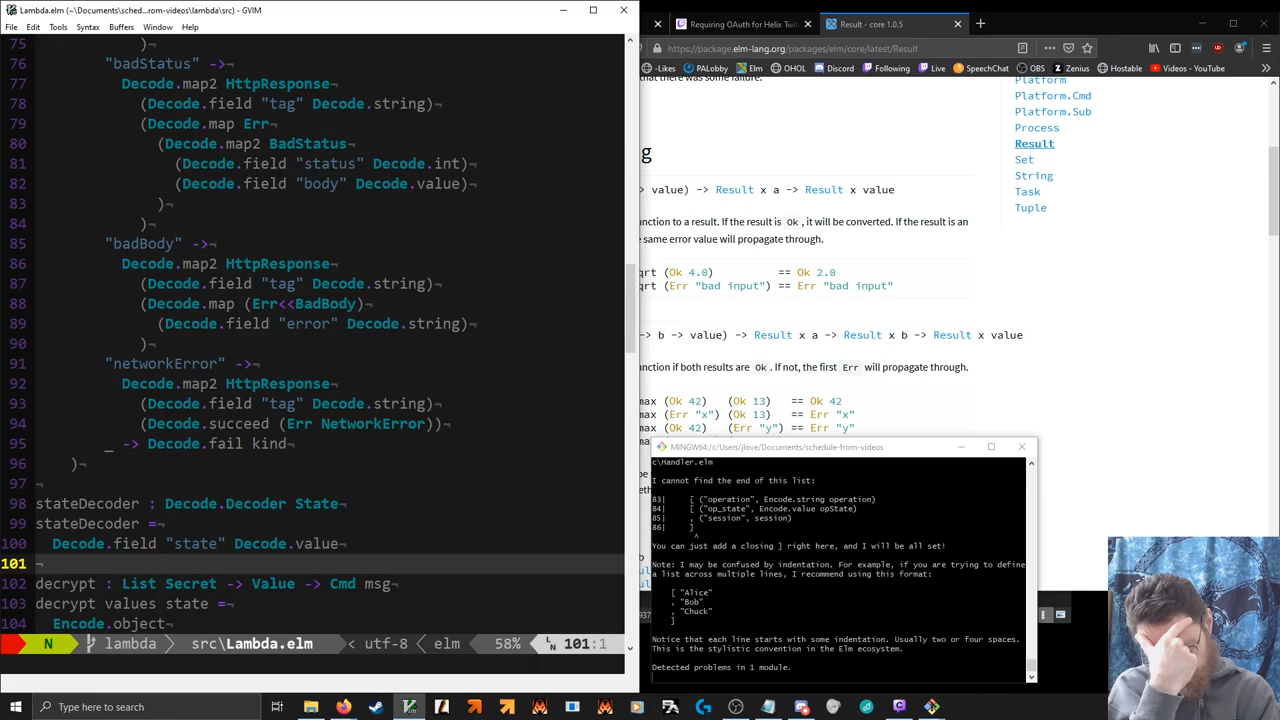 Lambda.elm (~\Documents\sched...rom-videos\lambda\src) - GVIM
File Edit Tools Syntax Buffers Window Help
75 )¬
76 "badStatus" ->¬
77 Decode.map2 HttpResponse¬
78 (Decode.field "tag" Decode.string)¬
79 (Decode.map Err¬
80 (Decode.map2 BadStatus¬
81 (Decode.field "status" Decode.int)¬
82 (Decode.field "body" Decode.value)¬
83 )¬
84 )¬
85 "badBody" ->¬
86 Decode.map2 HttpResponse¬
87 (Decode.field "tag" Decode.string)¬
88 (Decode.map (Err<<BadBody)¬
89 (Decode.field "error" Decode.string)¬
90 )¬
91 "networkError" ->¬
92 Decode.map2 HttpResponse¬
93 (Decode.field "tag" Decode.string)¬
94 (Decode.succeed (Err NetworkError))¬
95 _ -> Decode.fail kind¬
96 )¬
97 ¬
98 stateDecoder : Decode.Decoder State¬
99 stateDecoder =¬
100 Decode.field "state" Decode.value¬
101 ¬
102 decrypt : List Secret -> Value -> Cmd msg¬
103 decrypt values state =¬
104 Encode.object¬
N lambda src\Lambda.elm < utf-8 < elm 58% 101:1
Requiring OAuth for Helix Twit
Result - core 1.0.5
https://package.elm-lang.org/packages/elm/core/latest/Result
-Likes PALobby Elm OHOL Discord Following Live SpeechChat OBS Zenius Hostable Videos - YouTube
that there was some failure.
g
> value) -> Result x a -> Result x value
nction to a result. If the result is Ok, it will be converted. If the result is an
e same error value will propagate through.
qrt (Ok 4.0) == Ok 2.0
qrt (Err "bad input") == Err "bad input"
-> b -> value) -> Result x a -> Result x b -> Result x value
nction if both results are Ok. If not, the first Err will propagate through.
max (Ok 42) (Ok 13) == Ok 42
max (Err "x") (Ok 13) == Err "x"
max (Ok 42) (Err "y") == Err "y"
Platform
Platform.Cmd
Platform.Sub
Process
Result
Set
String
Task
Tuple
MINGW64:/c/Users/jlove/Documents/schedule-from-videos
c\Handler.elm
I cannot find the end of this list:
83| [ ("operation", Encode.string operation)
84| [ ("op_state", Encode.value opState)
85| , ("session", session)
86| ]
^
You can just add a closing ] right here, and I will be all set!
Note: I may be confused by indentation. For example, if you are trying to define
a list across multiple lines, I recommend using this format:
[ "Alice"
, "Bob"
, "Chuck"
]
Notice that each line starts with some indentation. Usually two or four spaces.
This is the stylistic convention in the Elm ecosystem.
Detected problems in 1 module.
Type here to search